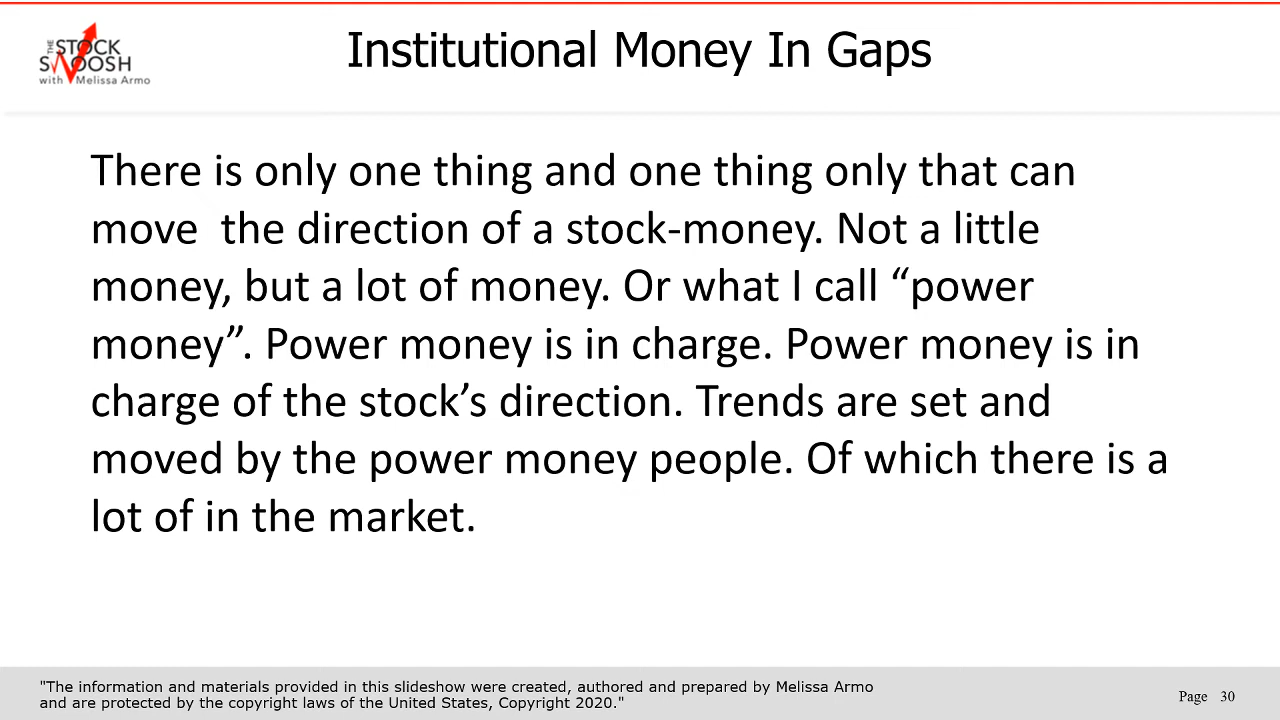 THE STOCK
SWOOSH
with Melissa Armo
Institutional Money In Gaps
There is only one thing and one thing only that can
move  the direction of a stock-money. Not a little
money, but a lot of money. Or what I call “power
money”. Power money is in charge. Power money is in
charge of the stock’s direction. Trends are set and
moved by the power money people. Of which there is a
lot of in the market.
"The information and materials provided in this slideshow were created, authored and prepared by Melissa Armo
and are protected by the copyright laws of the United States, Copyright 2020."
Page 30